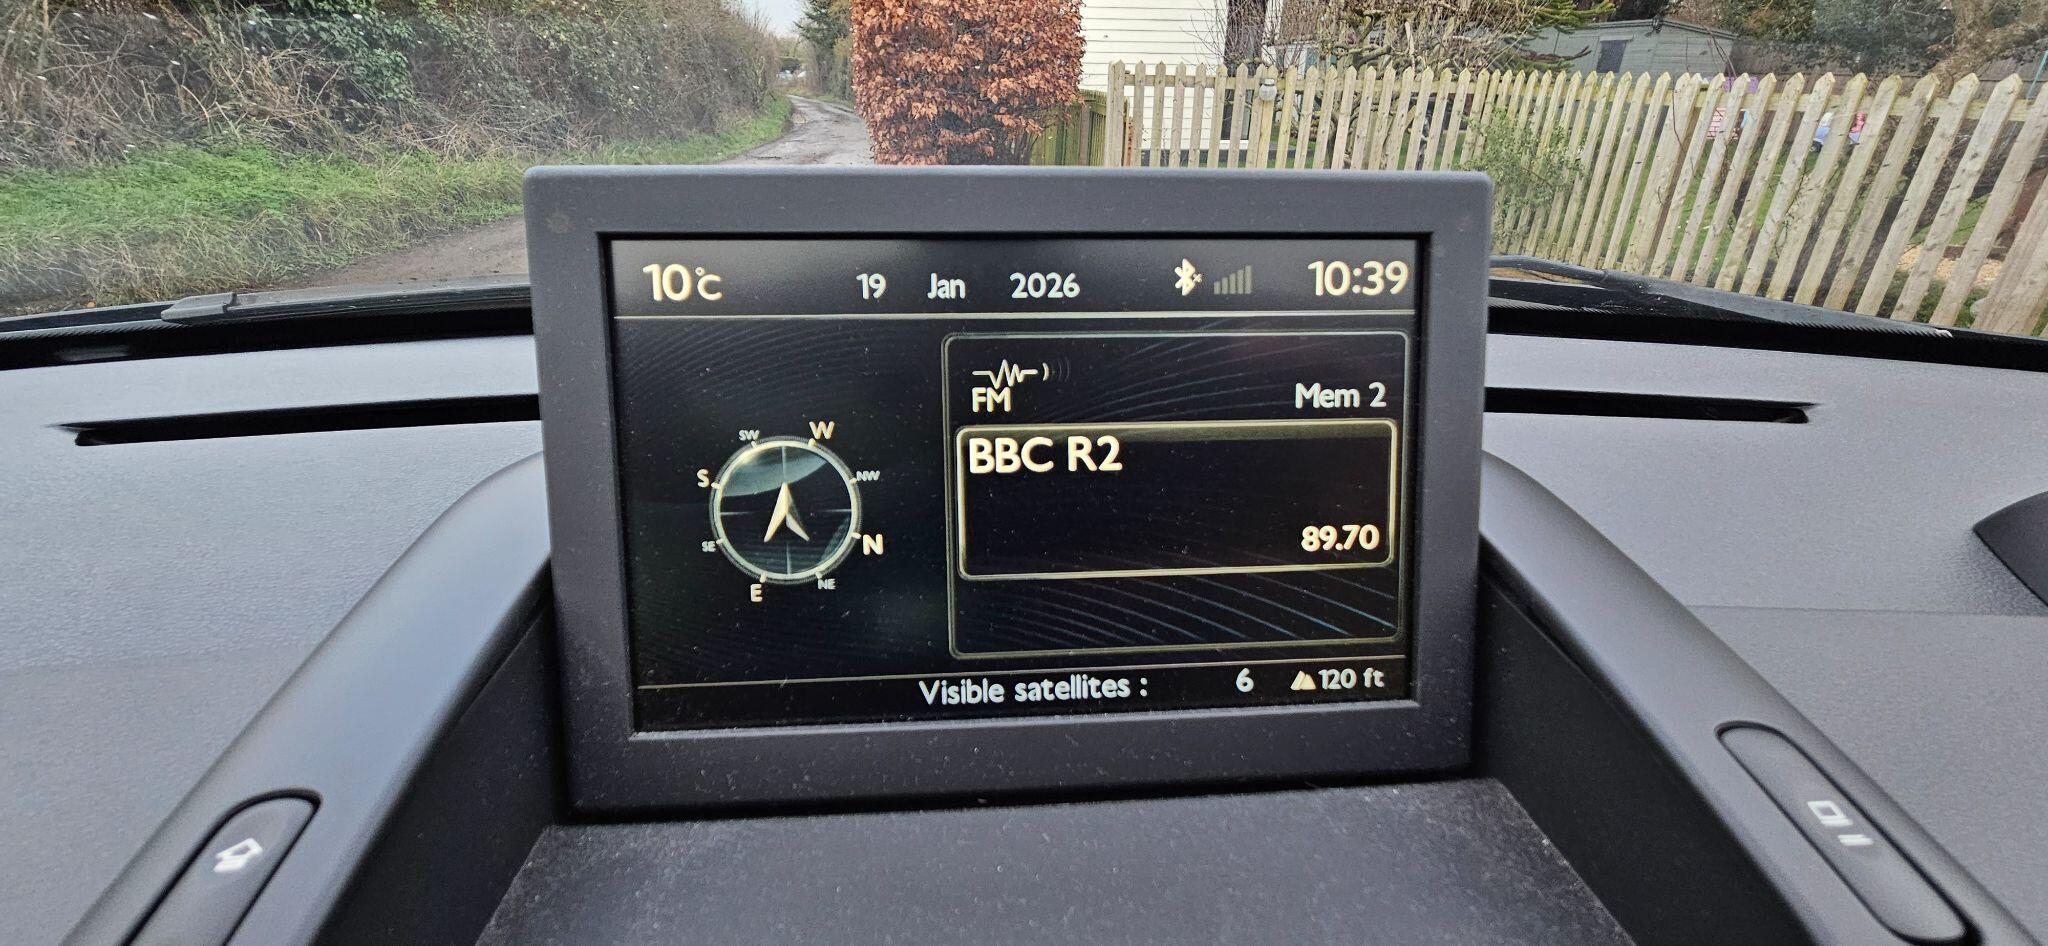 10°C 19 Jan 2026 10:39
FM
Mem 2
BBC R2
89.70
SW W
S NW
SE N
E NE
Visible satellites : 6 120 ft